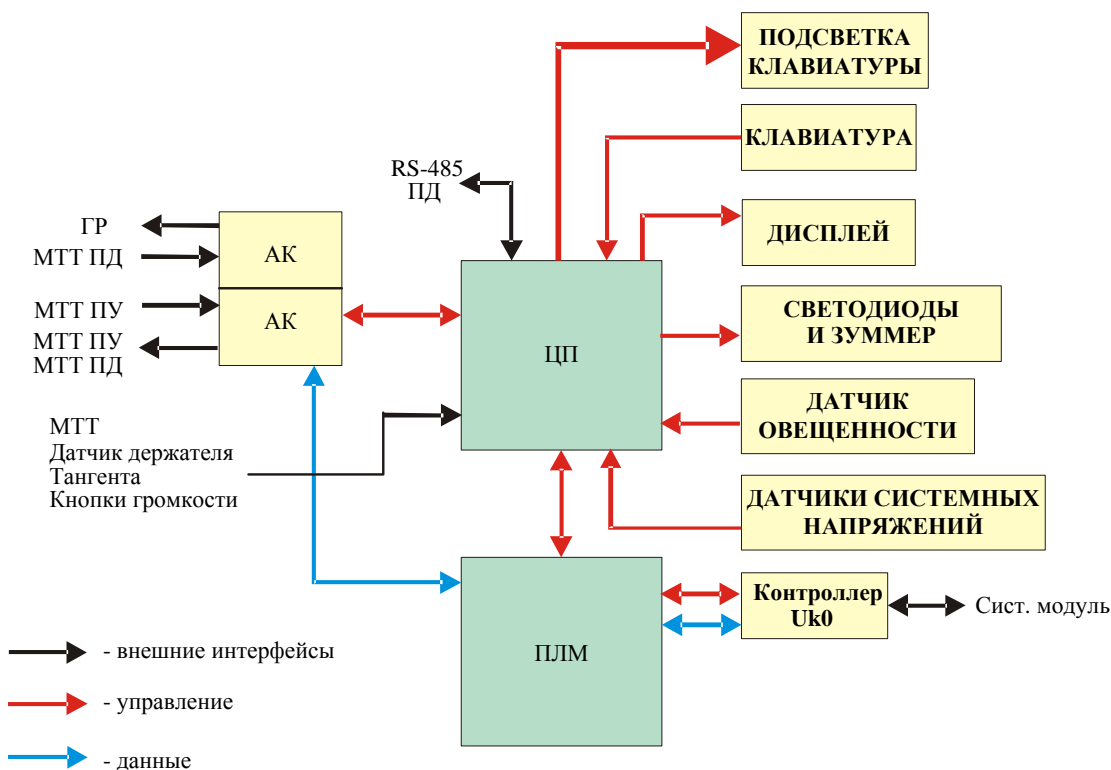 ПОДСВЕТКА
КЛАВИАТУРЫ
КЛАВИАТУРА
RS-485
ПД
ДИСПЛЕЙ
ГР
МТТ ПД
АК
МТТ ПУ
АК
МТТ ПУ
МТТ ПД
ЦП
СВЕТОДИОДЫ
И ЗУММЕР
ДАТЧИК
ОВЕЩЕННОСТИ
МТТ
Датчик держателя
Тангента
Кнопки громкости
ДАТЧИКИ СИСТЕМНЫХ
НАПРЯЖЕНИЙ
Контроллер
Uk0
Сист. модуль
ПЛМ
- внешние интерфейсы
- управление
- данные